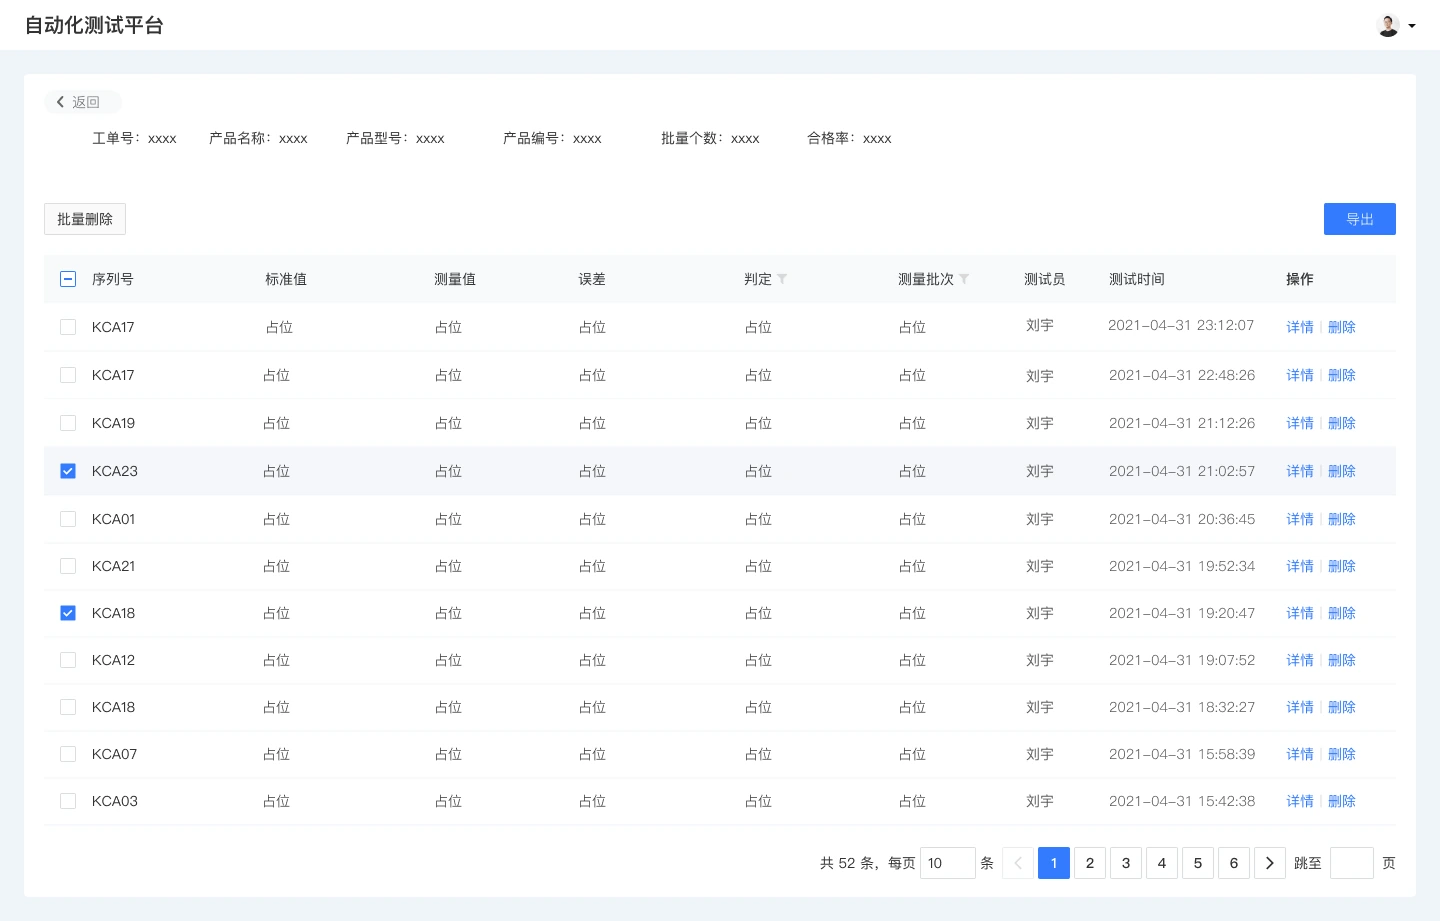 自动化测试平台
返回
工单号：xxxx 产品名称：xxxx 产品型号：xxxx 产品编号：xxxx 批量个数：xxxx 合格率：xxxx
批量删除 导出
序列号 标准值 测量值 误差 判定 测量批次 测试员 测试时间 操作
KCA17 占位 占位 占位 占位 占位 刘宇 2021-04-31 23:12:07 详情 删除
KCA17 占位 占位 占位 占位 占位 刘宇 2021-04-31 22:48:26 详情 删除
KCA19 占位 占位 占位 占位 占位 刘宇 2021-04-31 21:12:26 详情 删除
KCA23 占位 占位 占位 占位 占位 刘宇 2021-04-31 21:02:57 详情 删除
KCA01 占位 占位 占位 占位 占位 刘宇 2021-04-31 20:36:45 详情 删除
KCA21 占位 占位 占位 占位 占位 刘宇 2021-04-31 19:52:34 详情 删除
KCA18 占位 占位 占位 占位 占位 刘宇 2021-04-31 19:20:47 详情 删除
KCA12 占位 占位 占位 占位 占位 刘宇 2021-04-31 19:07:52 详情 删除
KCA18 占位 占位 占位 占位 占位 刘宇 2021-04-31 18:32:27 详情 删除
KCA07 占位 占位 占位 占位 占位 刘宇 2021-04-31 15:58:39 详情 删除
KCA03 占位 占位 占位 占位 占位 刘宇 2021-04-31 15:42:38 详情 删除
共 52 条，每页 10 条 1 2 3 4 5 6 跳至 页